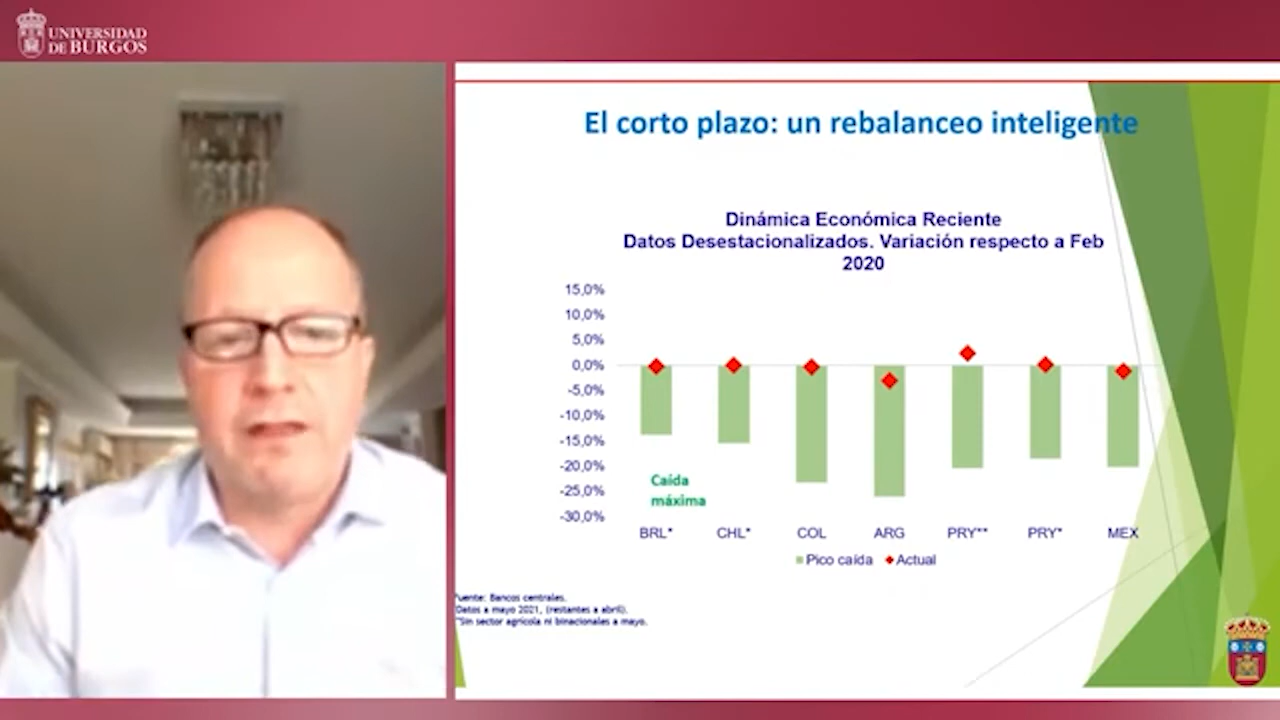 UNIVERSIDAD
DE BURGOS
El corto plazo: un rebalanceo inteligente
Dinámica Económica Reciente
Datos Desestacionalizados. Variación respecto a Feb
2020
15,0%
10,0%
5,0%
0,0%
-5,0%
-10,0%
-15,0%
-20,0%
-25,0%
-30,0%
Caída
máxima
BRL* CHL* COL ARG PRY** PRY* MEX
Pico caída Actual
Fuente: Bancos centrales.
*Datos a mayo 2021, (restantes a abril).
**Sin sector agrícola ni binacionales a mayo.